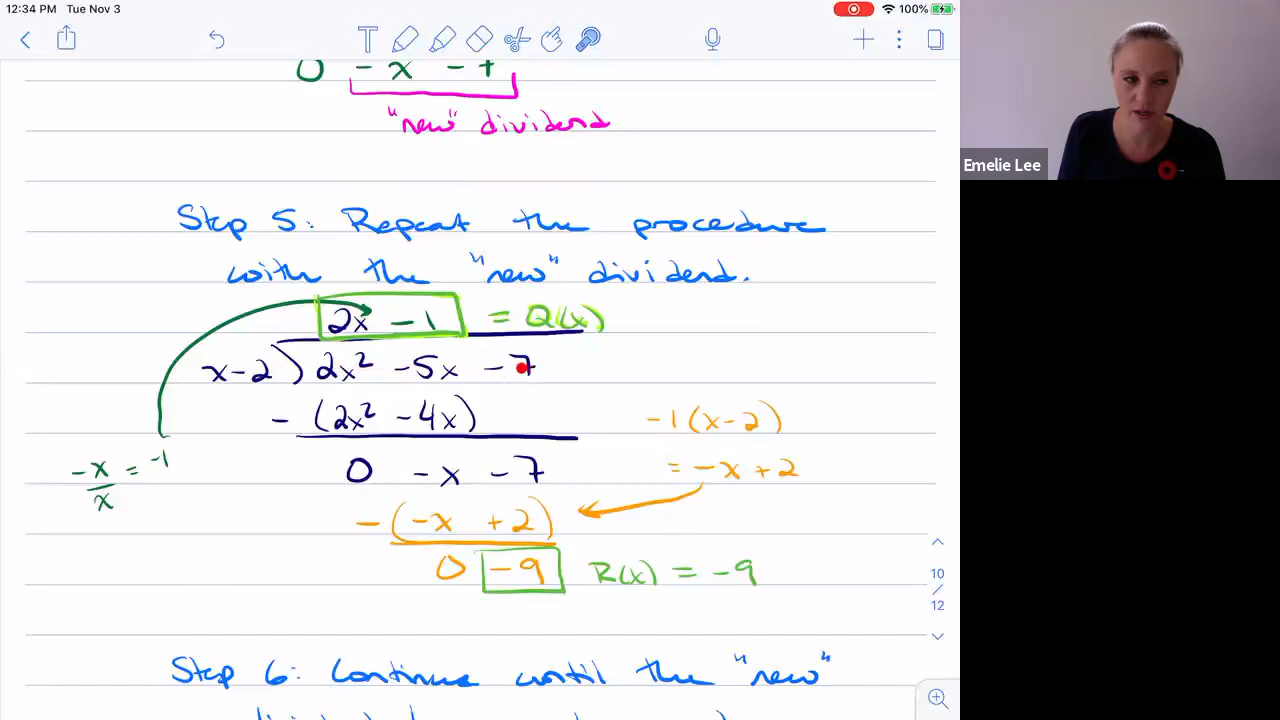 12:34 PM Tue Nov 3
100%
0 - x - 7
"new" dividend
Step 5: Repeat the procedure
with the "new" dividend.
2x - 1 = Q(x)
x-2 ) 2x² - 5x - 7
- (2x² - 4x)
-1(x-2)
-x/x = -1
0 - x - 7
= -x + 2
- (-x + 2)
0 -9 R(x) = -9
10
/
12
Step 6: Continue until the "new"
Emelie Lee